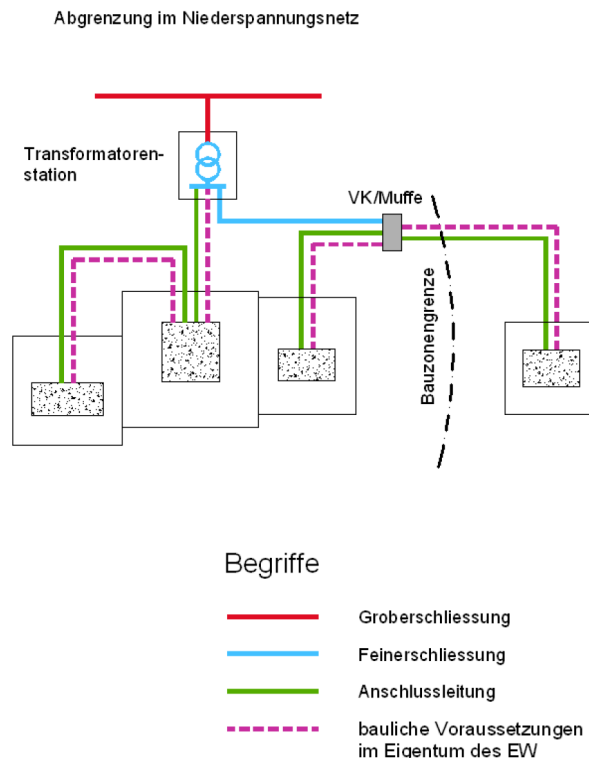 Abgrenzung im Niederspannungsnetz
Transformatoren-
station
VK/Muffe
Bauzonengrenze
Begriffe
Groberschliessung
Feinerschliessung
Anschlussleitung
bauliche Voraussetzungen
im Eigentum des EW